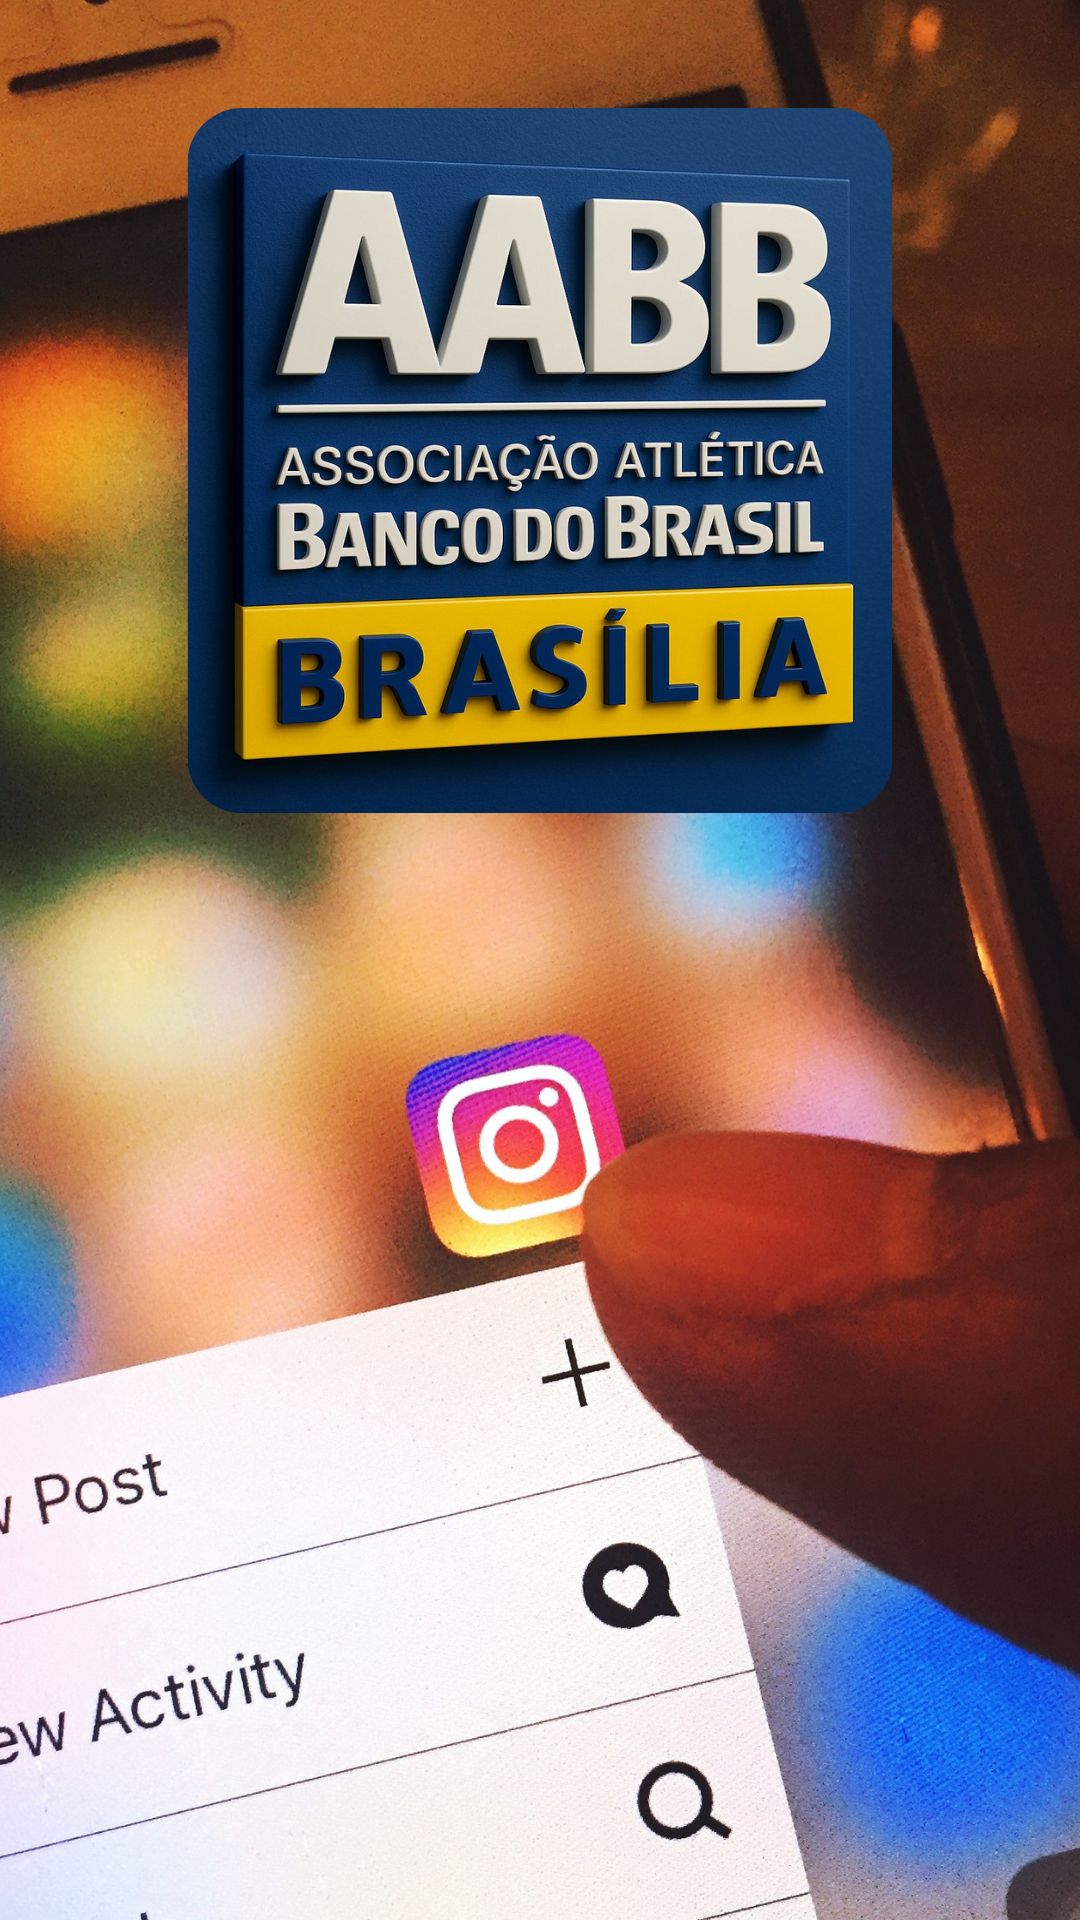 AABB
ASSOCIAÇÃO ATLÉTICA
BANCO DO BRASIL
BRASÍLIA
w Post
ew Activity